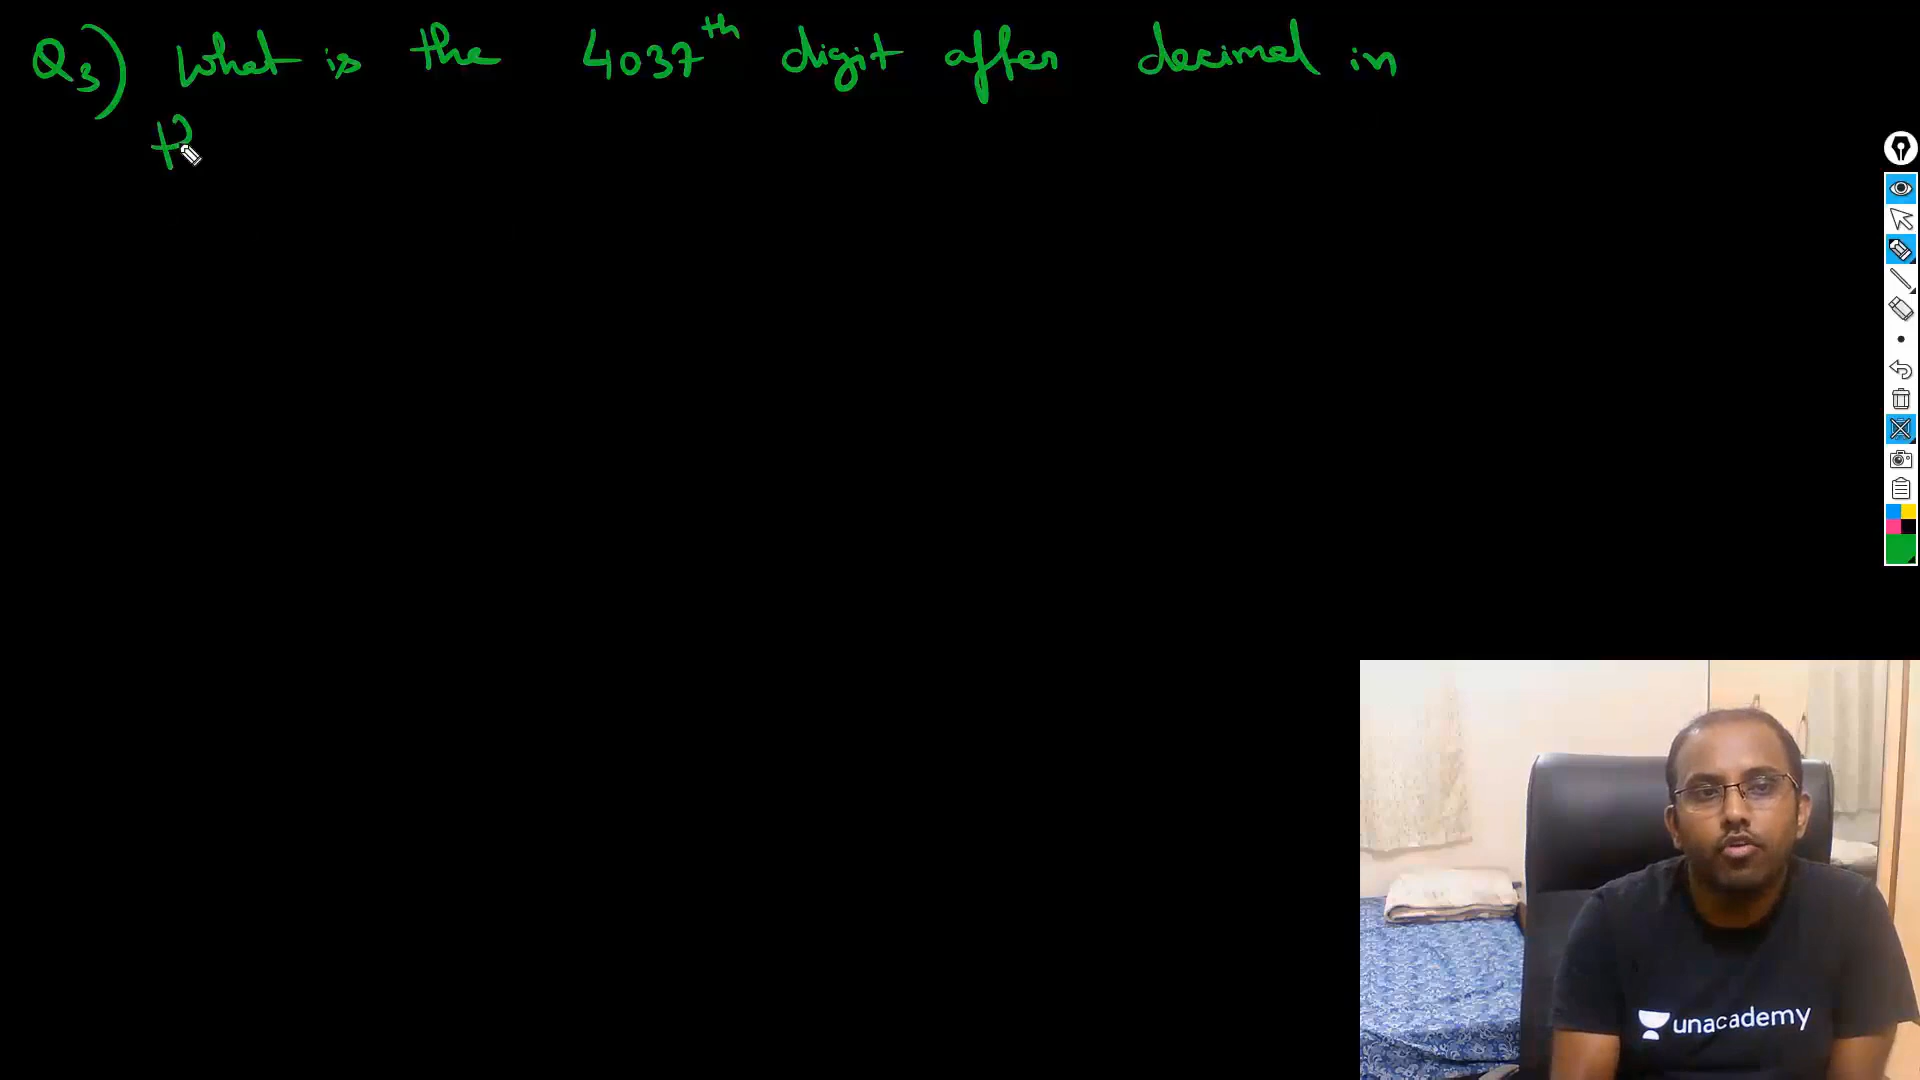 Q3) What is the 4037th digit after decimal in
unacademy